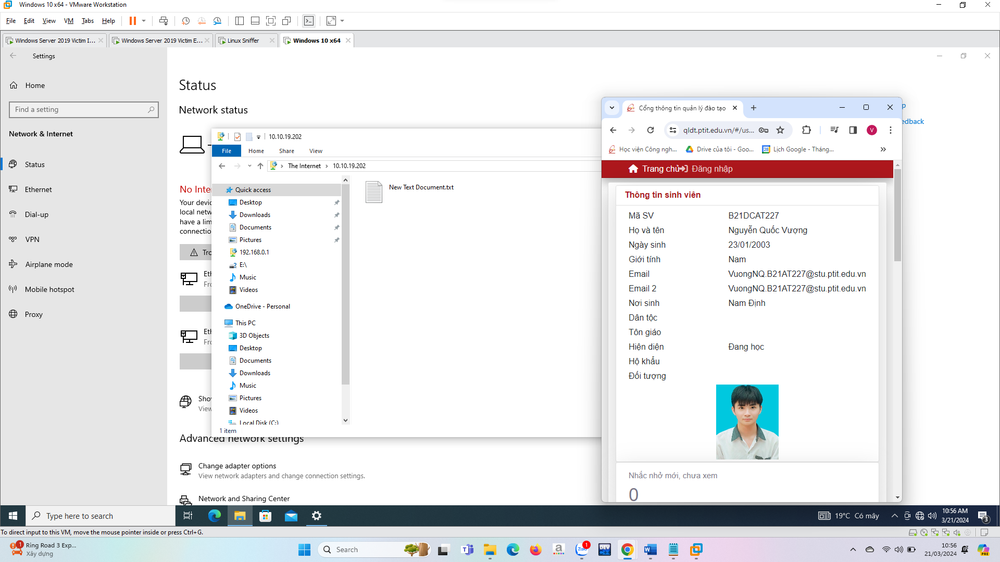 Windows 10 x64 - VMware Workstation
File Edit View VM Tabs Help
Windows Server 2019 Victim I... Windows Server 2019 Victim E... Linux Sniffer Windows 10 x64
Settings
Home
Find a setting
Network & Internet
Status
Ethernet
Dial-up
VPN
Airplane mode
Mobile hotspot
Proxy
Status
Network status
No Inte
Your devic
local netw
have a lim
connectio
Tro
Eth
Fro
Eth
Fro
Sho
View
Advanced network settings
Change adapter options
View network adapters and change connection settings.
Network and Sharing Center
edback
10.10.19.202
File Home Share View
The Internet 10.10.19.202
Quick access
Desktop
Downloads
Documents
Pictures
192.168.0.1
E:\
Music
Videos
OneDrive - Personal
This PC
3D Objects
Desktop
Documents
Downloads
Music
Pictures
Videos
Local Disk (C:)
New Text Document.txt
1 item
Cổng thông tin quản lý đào tạo
qldt.ptit.edu.vn/#/us...
V
Học viện Công ngh... Drive của tôi - Goo... 28 Lịch Google - Tháng...
Trang chủ Đăng nhập
Thông tin sinh viên
Mã SV B21DCAT227
Họ và tên Nguyễn Quốc Vượng
Ngày sinh 23/01/2003
Giới tính Nam
Email VuongNQ.B21AT227@stu.ptit.edu.vn
Email 2 VuongNQ.B21AT227@stu.ptit.edu.vn
Nơi sinh Nam Định
Dân tộc
Tôn giáo
Hiện diện Đang học
Hộ khẩu
Đối tượng
Nhắc nhở mới, chưa xem
0
Type here to search
19°C Có mây
10:56 AM
3/21/2024
3
To direct input to this VM, move the mouse pointer inside or press Ctrl+G.
1
Ring Road 3 Exp...
Xây dựng
Search
Zalo 1
DEV
10:56
21/03/2024
PRE